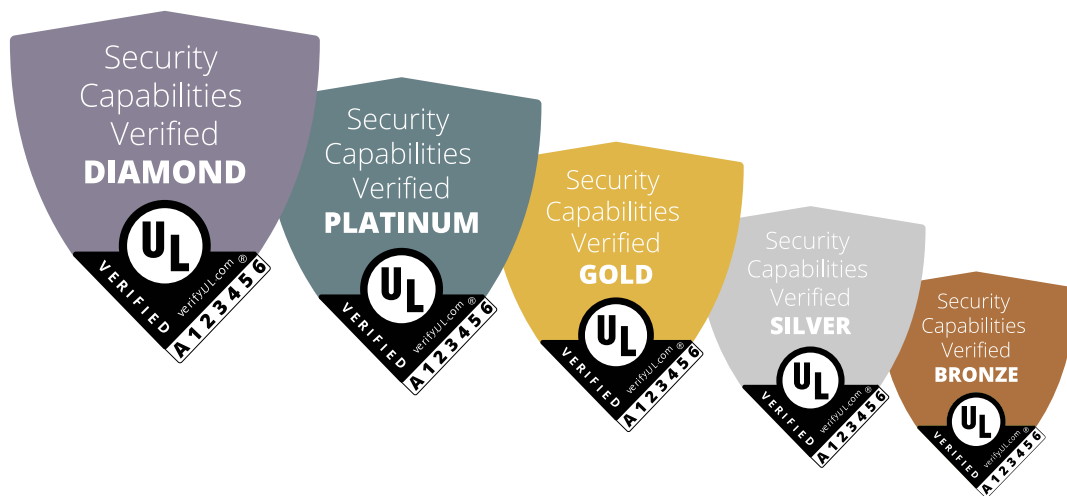 Security
Capabilities
Verified
DIAMOND
UL
VERIFIED
verifyUL.com ®
A123456
Security
Capabilities
Verified
PLATINUM
UL
VERIFIED
verifyUL.com ®
A123456
Security
Capabilities
Verified
GOLD
UL
VERIFIED
verifyUL.com ®
A123456
Security
Capabilities
Verified
SILVER
UL
VERIFIED
verifyUL.com ®
A123456
Security
Capabilities
Verified
BRONZE
UL
VERIFIED
verifyUL.com ®
A123456